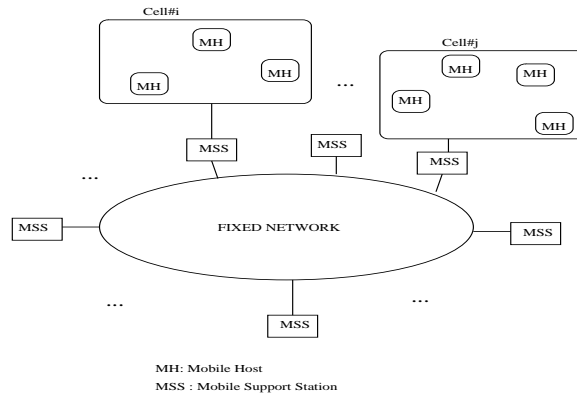 Cell#i
MH
MH
MH
...
Cell#j
MH
MH
MH
MH
MSS
MSS
MSS
...
MSS
FIXED NETWORK
MSS
...
...
MSS
MH: Mobile Host
MSS : Mobile Support Station